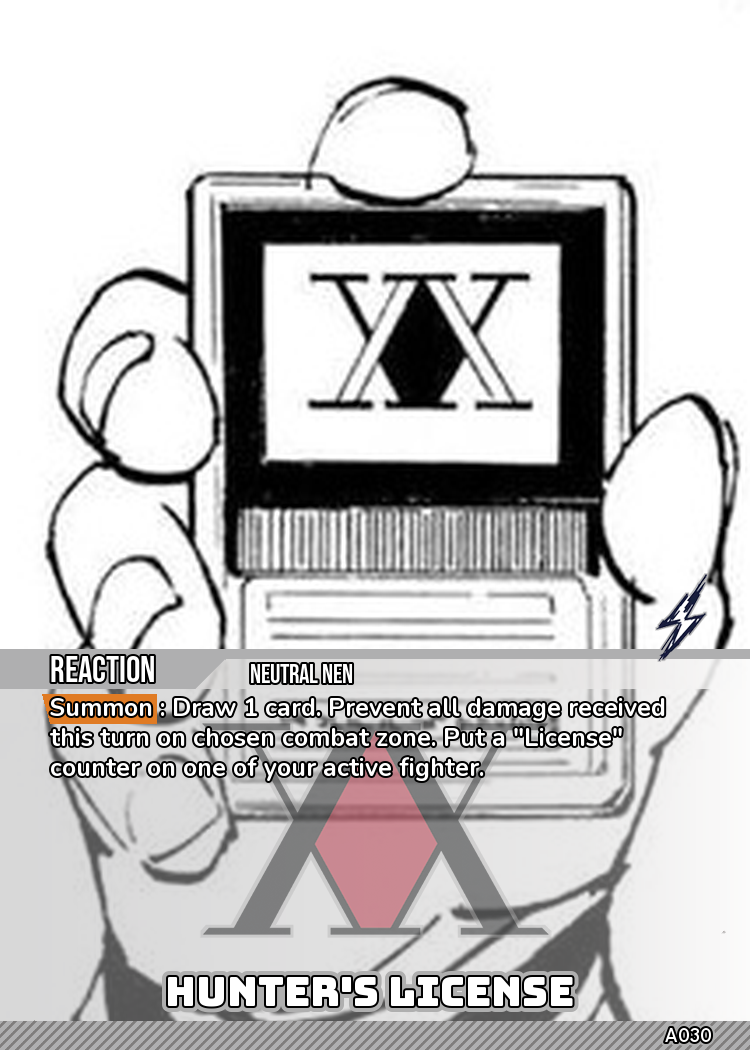 REACTION
NEUTRAL NEN
Summon : Draw 1 card. Prevent all damage received
this turn on chosen combat zone. Put a "License"
counter on one of your active fighter.
HUNTER'S LICENSE
A030